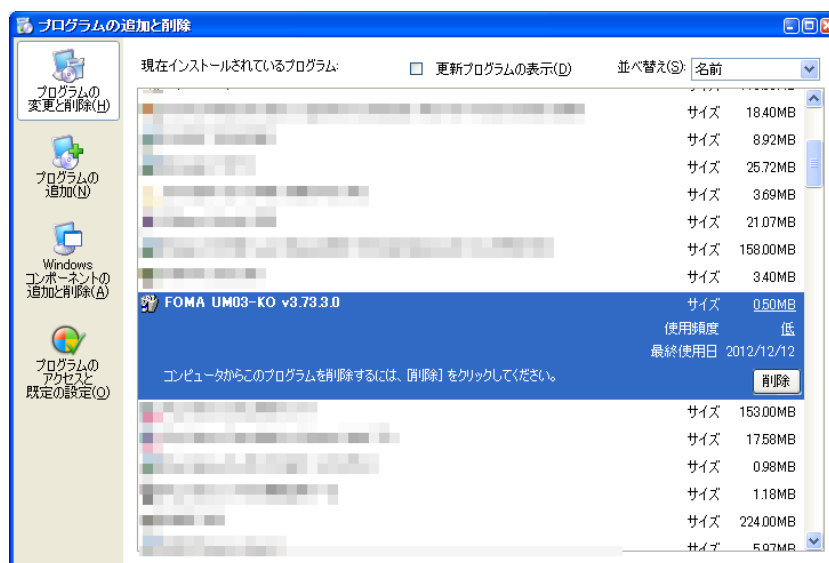 プログラムの追加と削除
プログラムの
変更と削除(H)
プログラムの
追加(N)
Windows
コンポーネントの
追加と削除(A)
プログラムの
アクセスと
既定の設定(O)
現在インストールされているプログラム:
更新プログラムの表示(D)
並べ替え(S): 名前
サイズ 18.40MB
サイズ 8.92MB
サイズ 25.72MB
サイズ 3.69MB
サイズ 21.07MB
サイズ 158.00MB
サイズ 3.40MB
FOMA UM03-KO v3.73.3.0 サイズ 0.50MB
使用頻度 低
最終使用日 2012/12/12
コンピュータからこのプログラムを削除するには、[削除] をクリックしてください。
削除
サイズ 153.00MB
サイズ 17.58MB
サイズ 0.98MB
サイズ 1.18MB
サイズ 224.00MB
サイズ 5.97MB